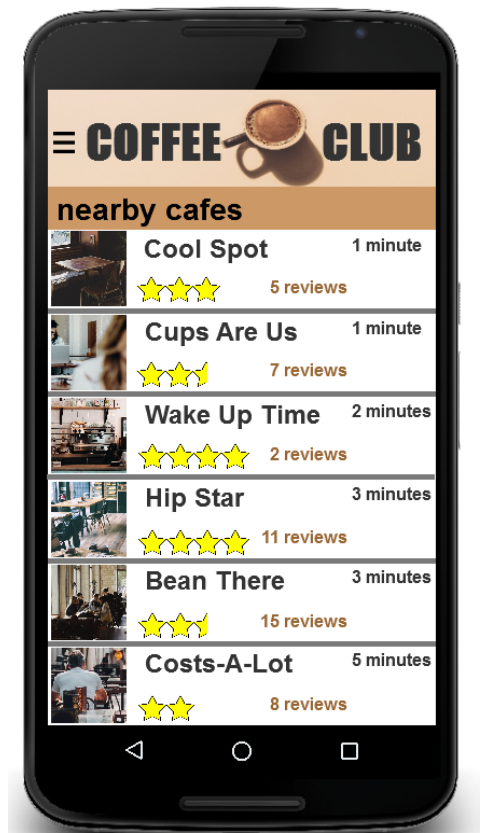 COFFEE CLUB
nearby cafes
Cool Spot 1 minute
5 reviews
Cups Are Us 1 minute
7 reviews
Wake Up Time 2 minutes
2 reviews
Hip Star 3 minutes
11 reviews
Bean There 3 minutes
15 reviews
Costs-A-Lot 5 minutes
8 reviews